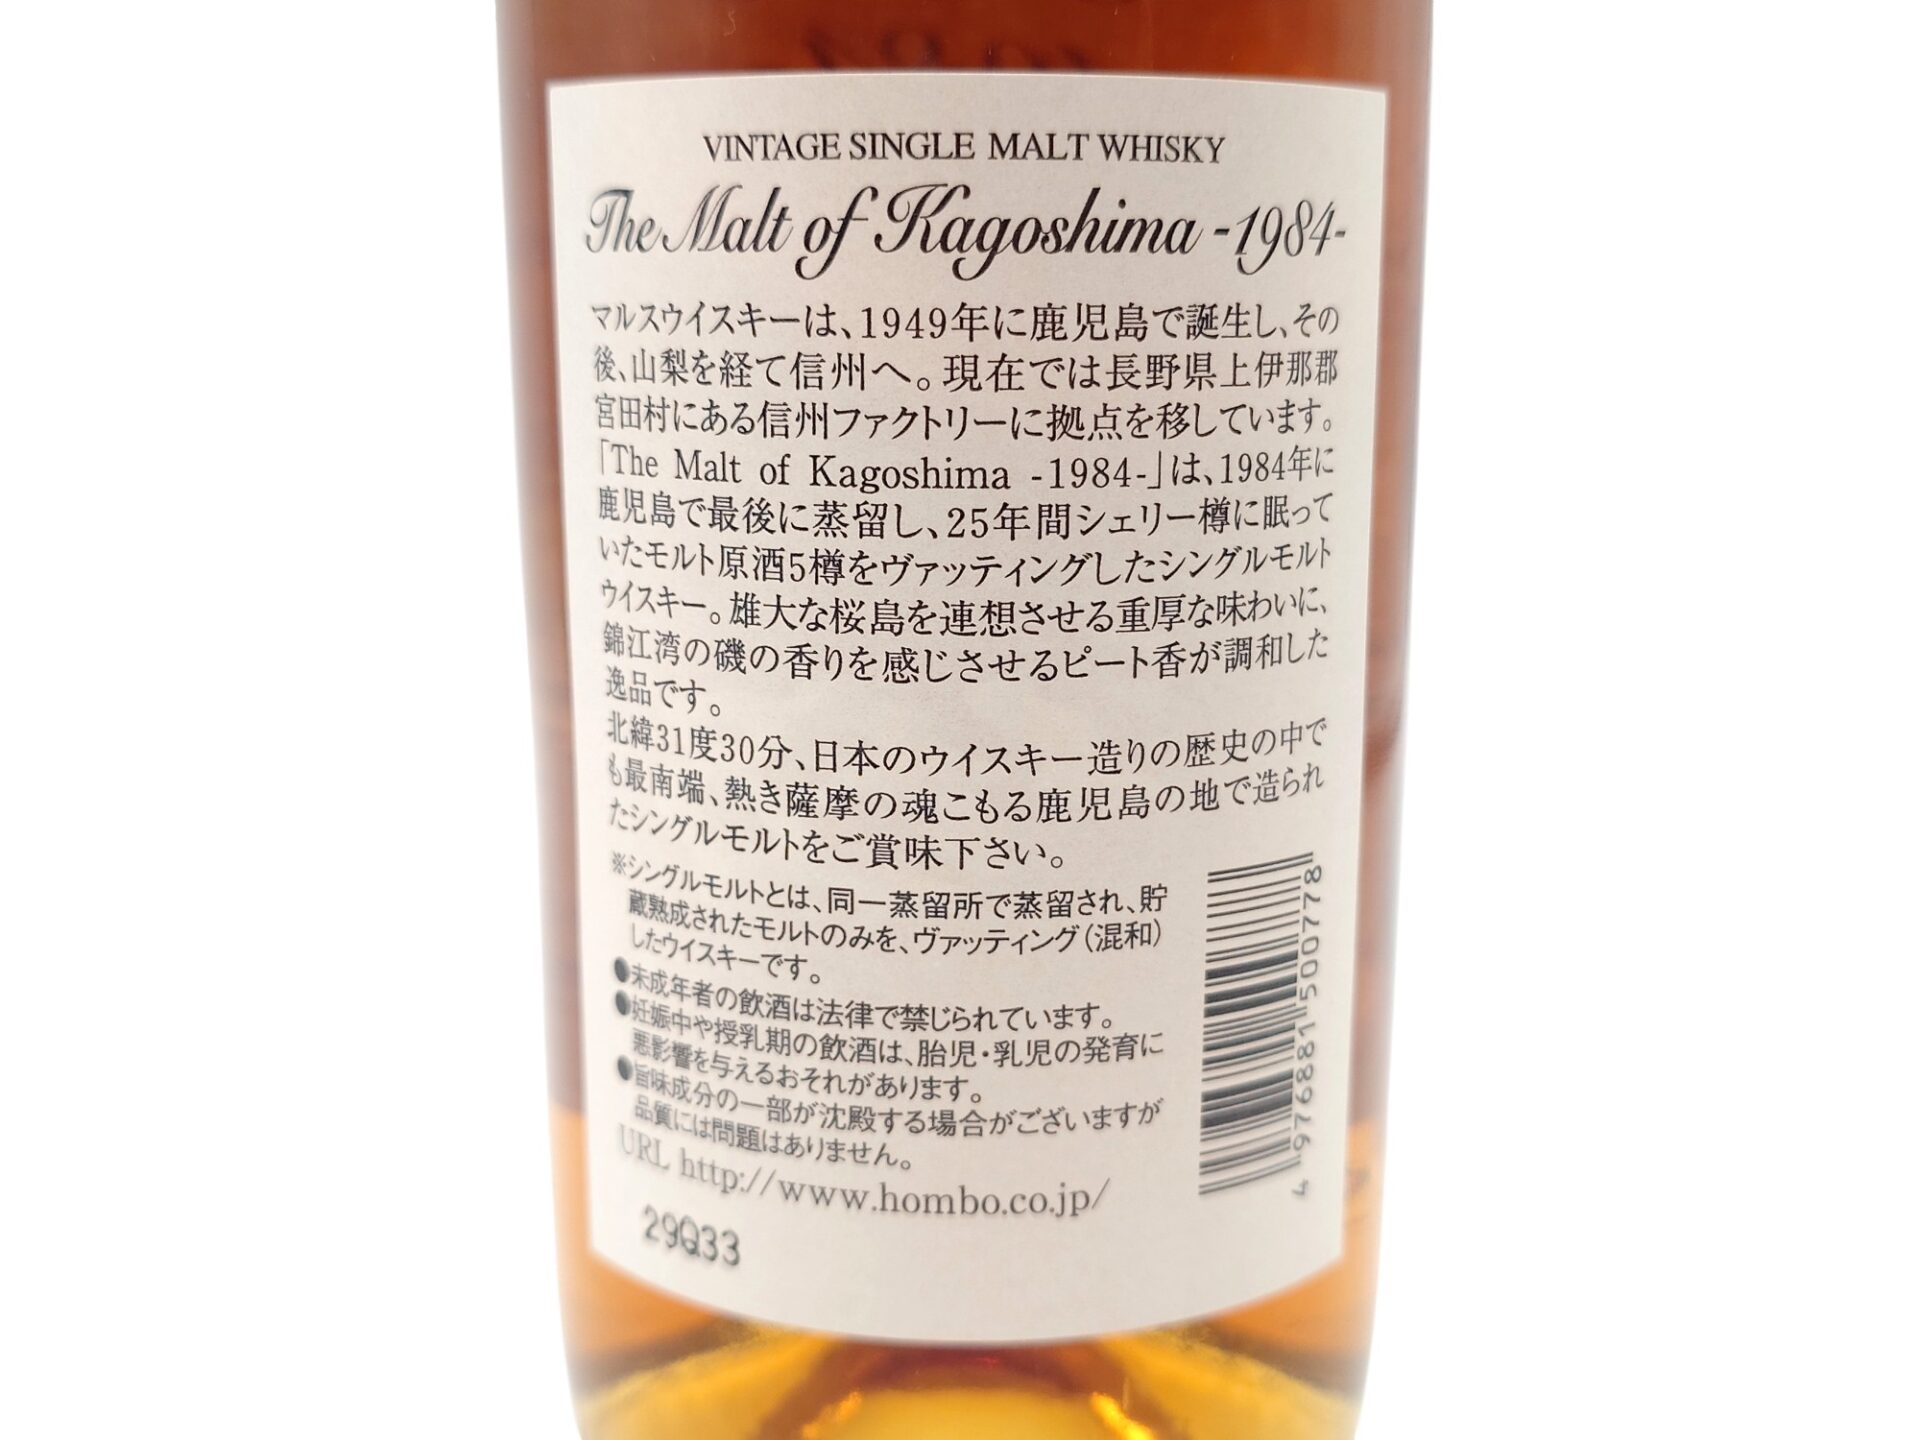 VINTAGE SINGLE MALT WHISKY
The Malt of Kagoshima -1984-
マルスウイスキーは、1949年に鹿児島で誕生し、その
後、山梨を経て信州へ。現在では長野県上伊那郡
宮田村にある信州ファクトリーに拠点を移しています。
「The Malt of Kagoshima -1984-」は、1984年に
鹿児島で最後に蒸留し、25年間シェリー樽に眠って
いたモルト原酒5樽をヴァッティングしたシングルモルト
ウイスキー。雄大な桜島を連想させる重厚な味わいに、
錦江湾の磯の香りを感じさせるピート香が調和した
逸品です。
北緯31度30分、日本のウイスキー造りの歴史の中で
も最南端、熱き薩摩の魂こもる鹿児島の地で造られ
たシングルモルトをご賞味下さい。
※シングルモルトとは、同一蒸留所で蒸留され、貯
蔵熟成されたモルトのみを、ヴァッティング(混和)
したウイスキーです。
●未成年者の飲酒は法律で禁じられています。
●妊娠中や授乳期の飲酒は、胎児・乳児の発育に
悪影響を与えるおそれがあります。
●旨味成分の一部が沈殿する場合がございますが
品質には問題はありません。
URL http://www.hombo.co.jp/
29Q33
4 976881 500778